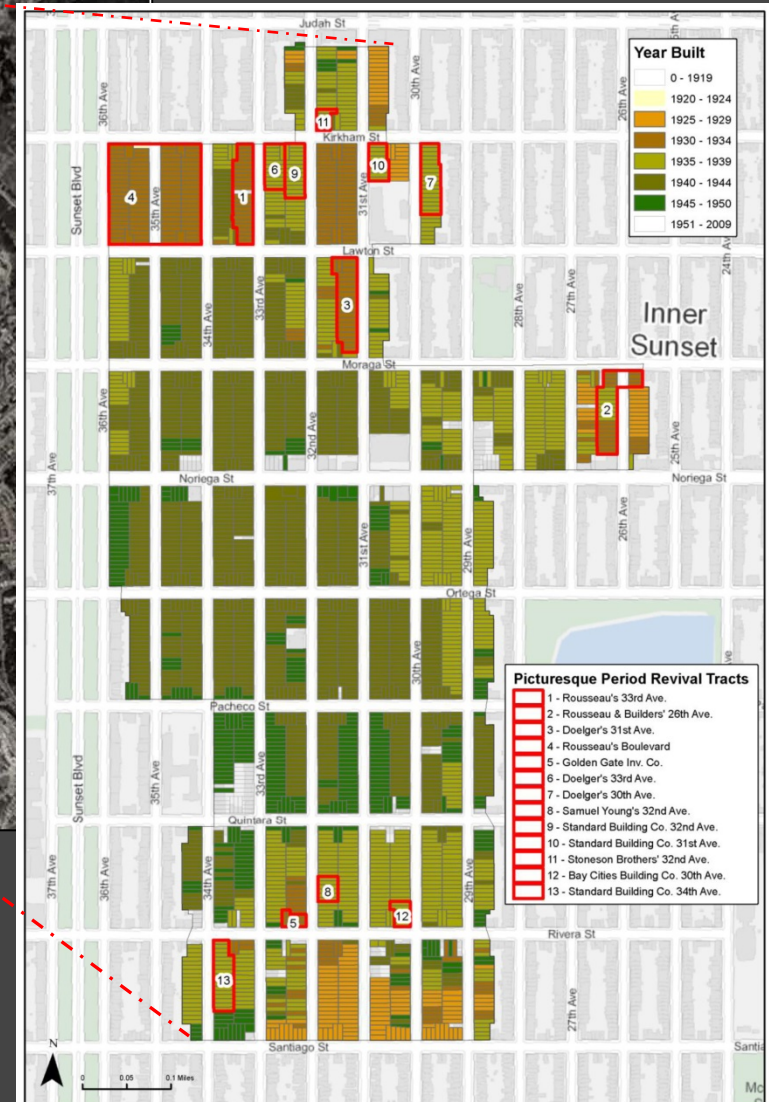 Judah St
5th A
36th Ave
30th Ave
26th Ave
Year Built
0 - 1919
1920 - 1924
1925 - 1929
1930 - 1934
1935 - 1939
1940 - 1944
1945 - 1950
1951 - 2009
11
Kirkham St
Sunset Blvd
4
35th Ave
1
6
9
31st Ave
10
7
Lawton St
24th Av
34th Ave
33rd Ave
3
28th Ave
27th Ave
Inner
Sunset
Moraga St
36th Ave
32nd Ave
2
25th Ave
37th Ave
Noriega St
Noriega St
31st Ave
29th Ave
26th Ave
Ortega St
30th Ave
ve
Pacheco St
Picturesque Period Revival Tracts
1 - Rousseau's 33rd Ave.
2 - Rousseau & Builders' 26th Ave.
3 - Doelger's 31st Ave.
4 - Rousseau's Boulevard
5 - Golden Gate Inv. Co.
6 - Doelger's 33rd Ave.
7 - Doelger's 30th Ave.
8 - Samuel Young's 32nd Ave.
9 - Standard Building Co. 32nd Ave.
10 - Standard Building Co. 31st Ave.
11 - Stoneson Brothers' 32nd Ave.
12 - Bay Cities Building Co. 30th Ave.
13 - Standard Building Co. 34th Ave.
Sunset Blvd
35th Ave
33rd Ave
Quintara St
37th Ave
36th Ave
34th Ave
29th Ave
8
5
12
Rivera St
13
27th Ave
N
Santiago St
Santia
0
0.05
0.1 Miles
Mc